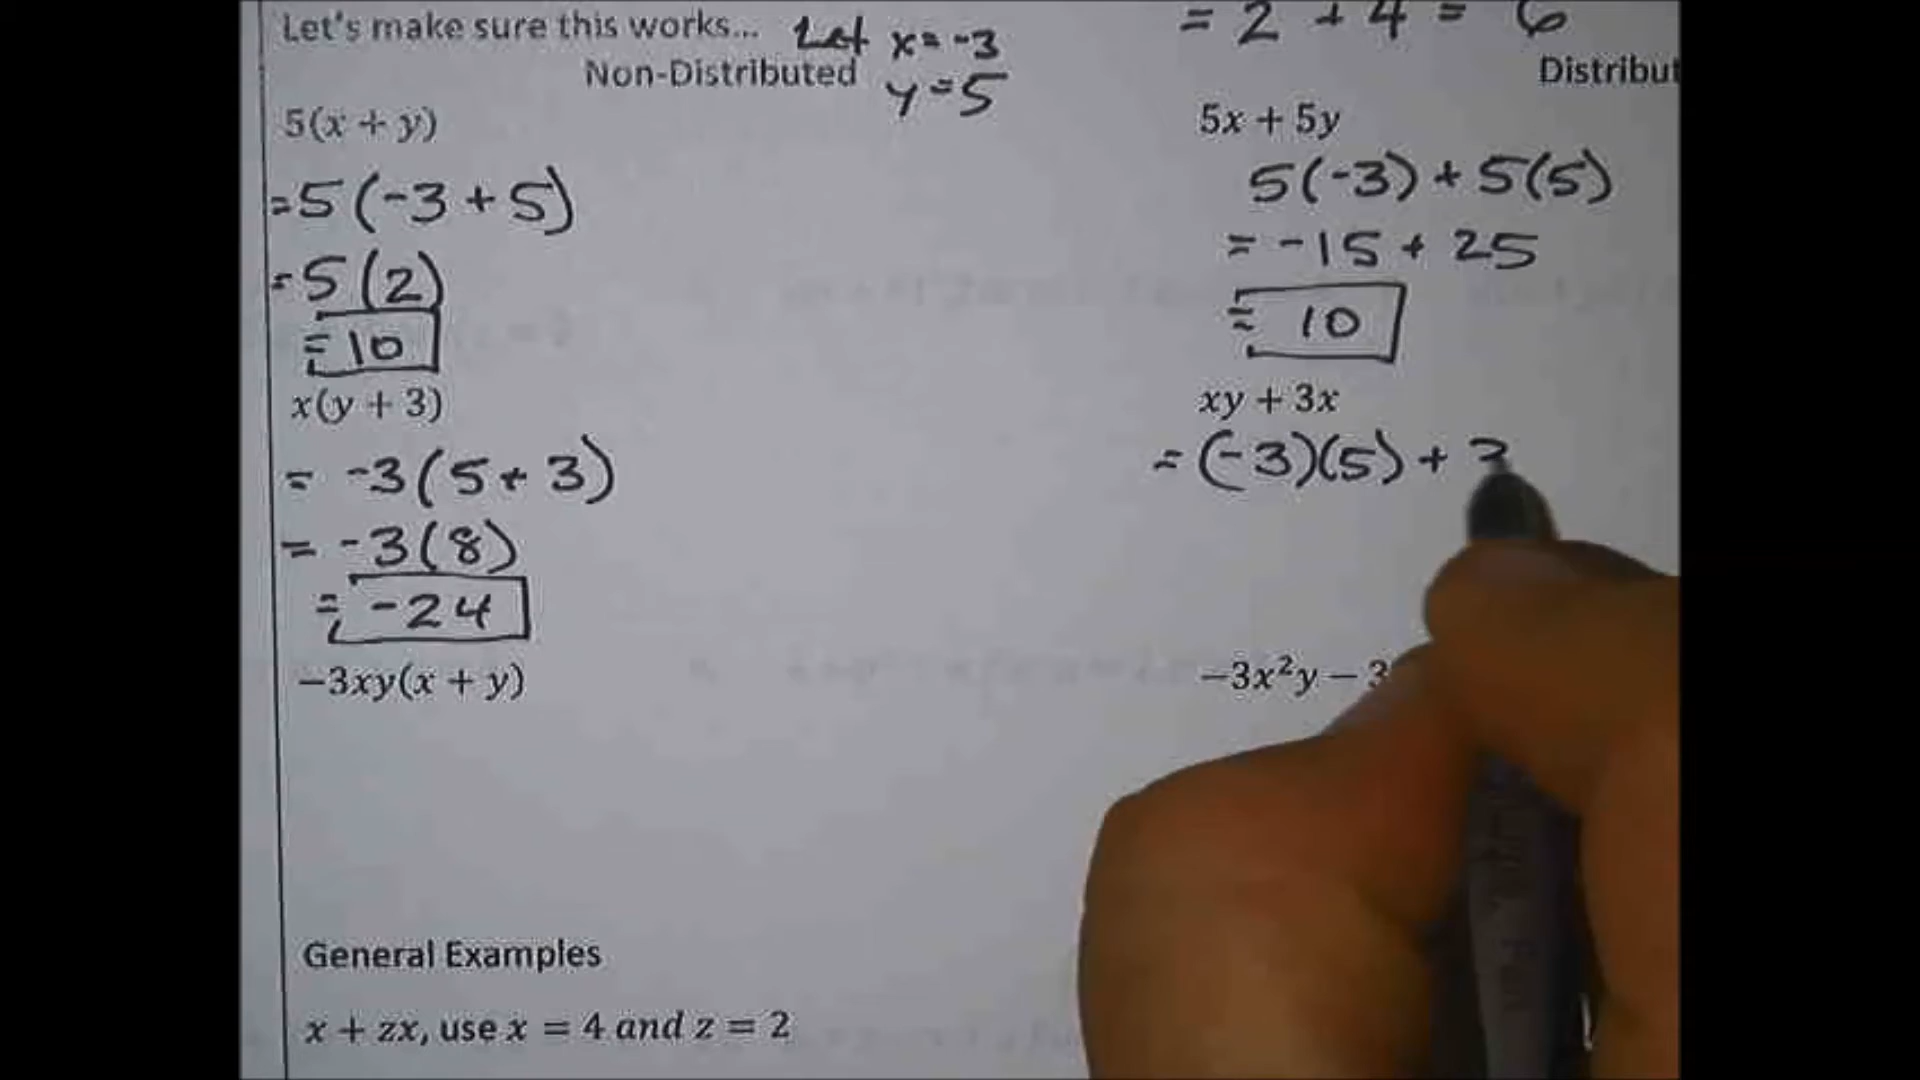 Let's make sure this works... Let x = -3
Non-Distributed y = 5
5(x + y)
= 5(-3 + 5)
= 5(2)
= 10
x(y + 3)
= -3(5 + 3)
= -3(8)
= -24
−3xy(x + y)
= 2 + 4 = 6
5x + 5y
5(-3) + 5(5)
= -15 + 25
= 10
xy + 3x
= (-3)(5) +
−3x²y − 3
General Examples
x + zx, use x = 4 and z = 2